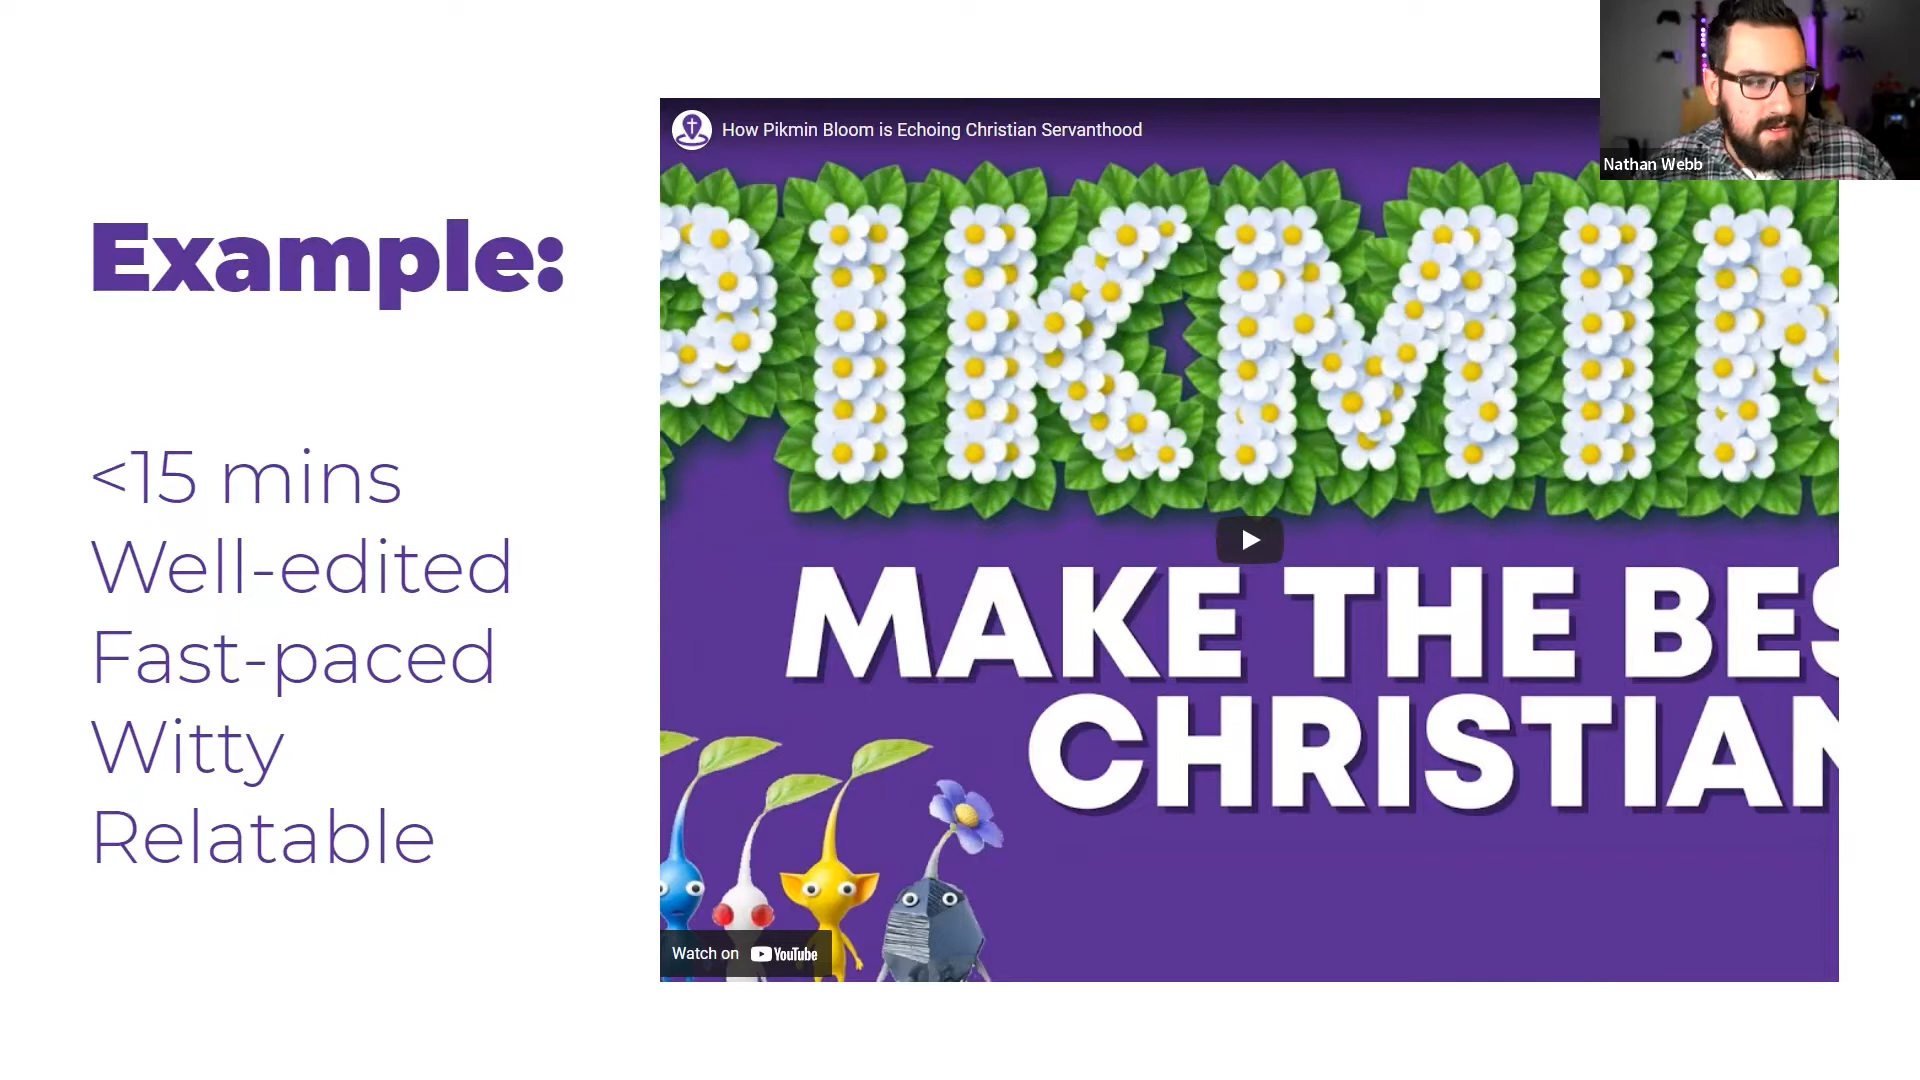 Example:
<15 mins
Well-edited
Fast-paced
Witty
Relatable
How Pikmin Bloom is Echoing Christian Servanthood
PIKMIN
MAKE THE BES
CHRISTIAN
Watch on YouTube
Nathan Webb